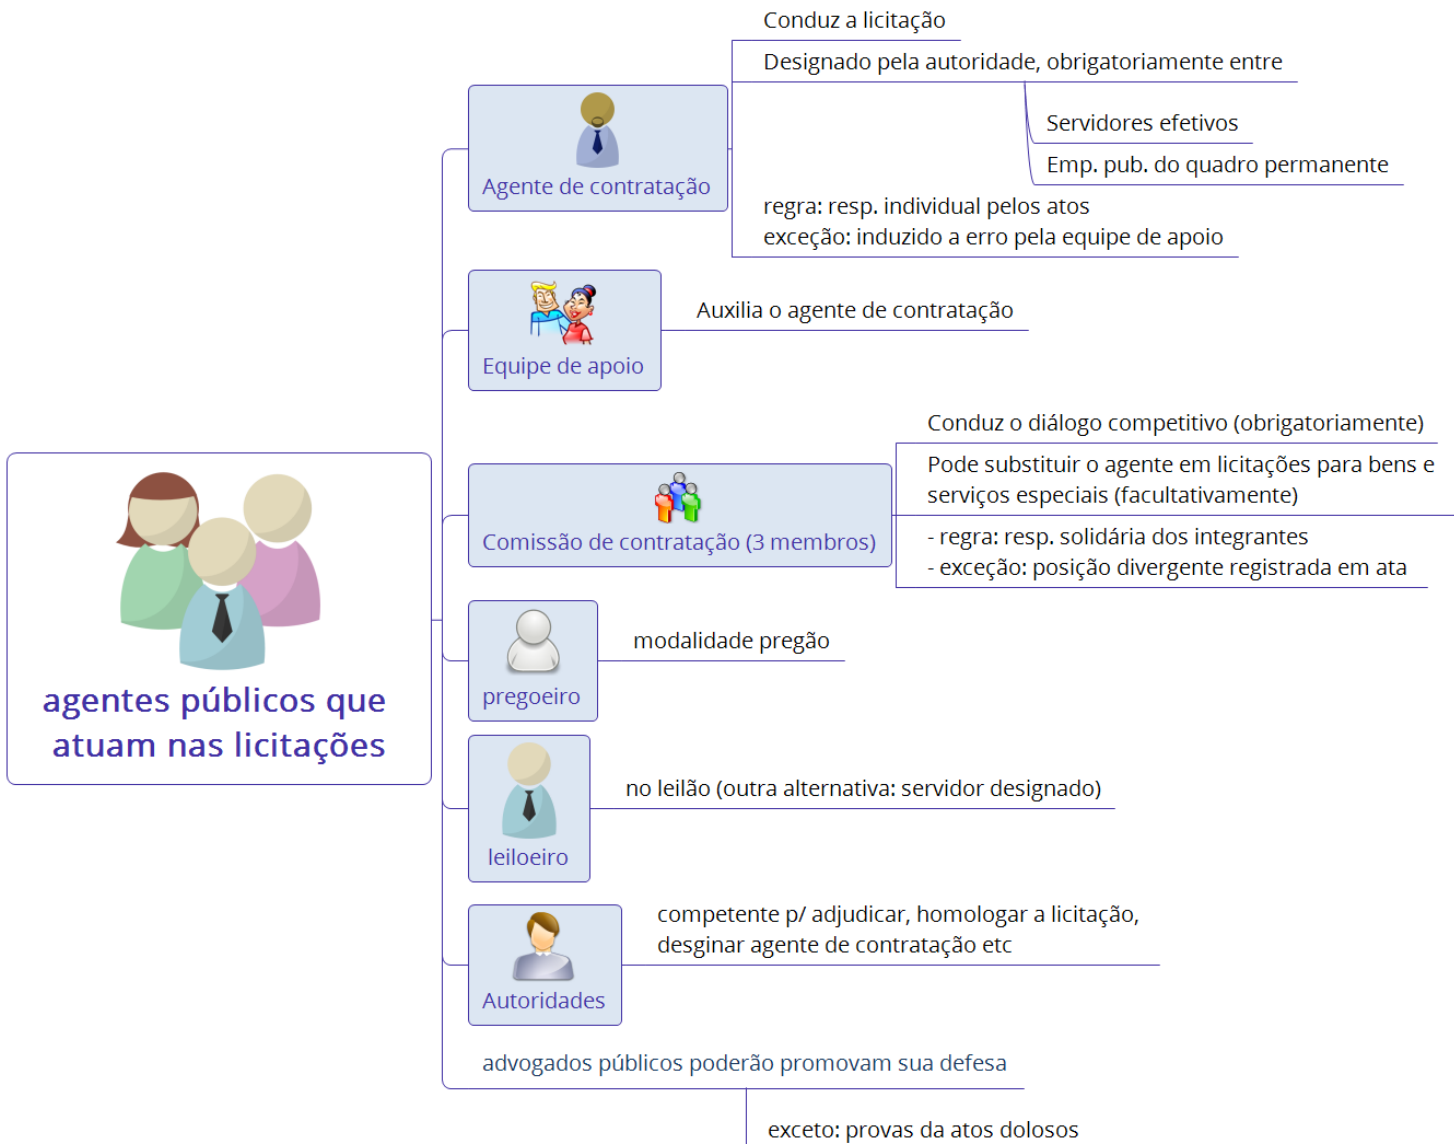 agentes públicos que
atuam nas licitações
Agente de contratação
Conduz a licitação
Designado pela autoridade, obrigatoriamente entre
Servidores efetivos
Emp. pub. do quadro permanente
regra: resp. individual pelos atos
exceção: induzido a erro pela equipe de apoio
Equipe de apoio
Auxilia o agente de contratação
Comissão de contratação (3 membros)
Conduz o diálogo competitivo (obrigatoriamente)
Pode substituir o agente em licitações para bens e
serviços especiais (facultativamente)
- regra: resp. solidária dos integrantes
- exceção: posição divergente registrada em ata
pregoeiro
modalidade pregão
leiloeiro
no leilão (outra alternativa: servidor designado)
Autoridades
competente p/ adjudicar, homologar a licitação,
desginar agente de contratação etc
advogados públicos poderão promovam sua defesa
exceto: provas da atos dolosos